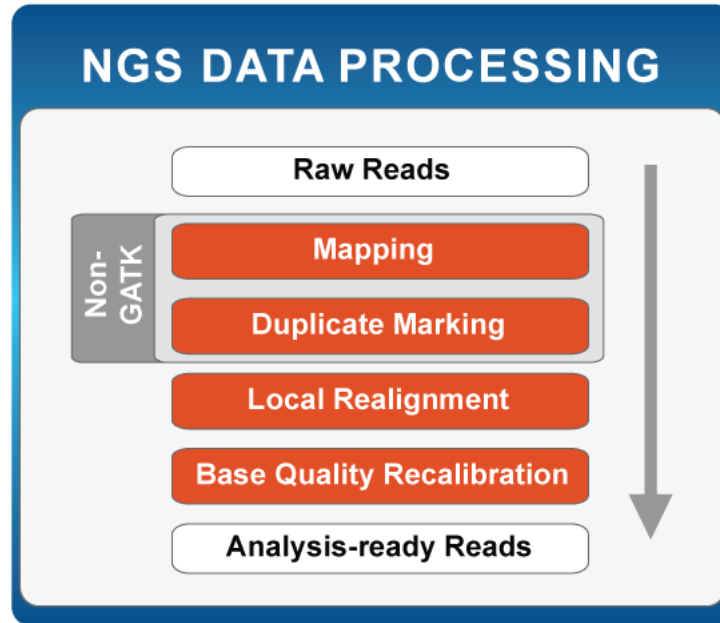 NGS DATA PROCESSING
Raw Reads
Non-
GATK
Mapping
Duplicate Marking
Local Realignment
Base Quality Recalibration
Analysis-ready Reads